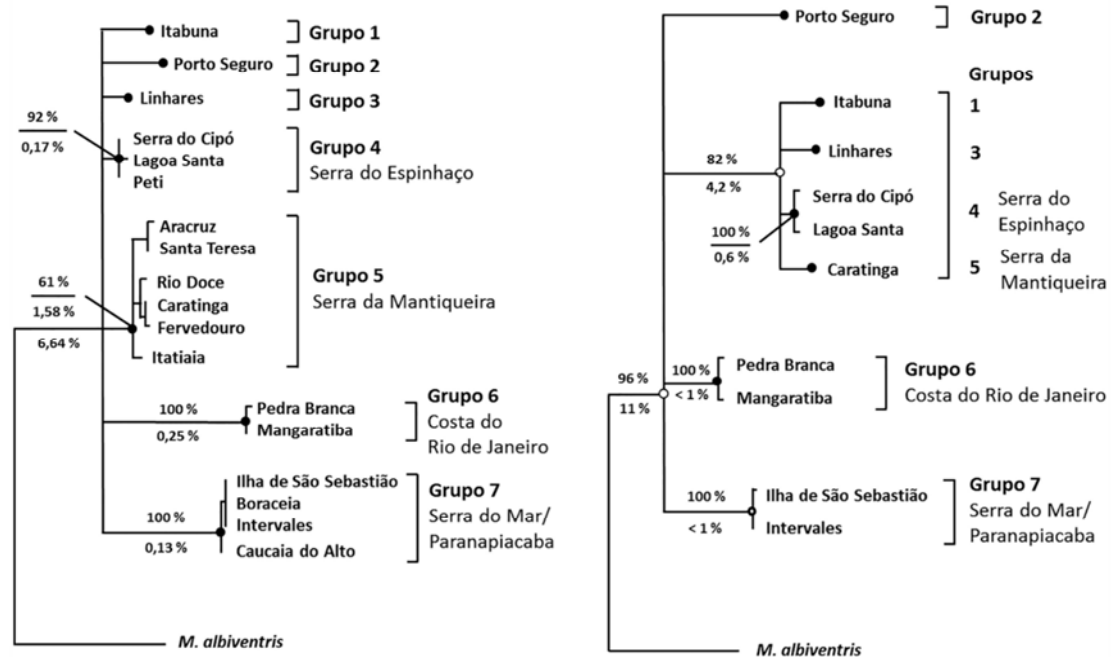 Itabuna
Grupo 1
Porto Seguro
Grupo 2
Linhares
Grupo 3
92 %
0,17 %
Serra do Cipó
Lagoa Santa
Peti
Grupo 4
Serra do Espinhaço
Aracruz
Santa Teresa
Rio Doce
Caratinga
Fervedouro
Itatiaia
Grupo 5
Serra da Mantiqueira
61 %
1,58 %
6,64 %
100 %
0,25 %
Pedra Branca
Mangaratiba
Grupo 6
Costa do
Rio de Janeiro
100 %
0,13 %
Ilha de São Sebastião
Boraceia
Intervales
Caucaia do Alto
Grupo 7
Serra do Mar/
Paranapiacaba
M. albiventris
Porto Seguro
Grupo 2
Grupos
Itabuna
1
Linhares
3
82 %
4,2 %
Serra do Cipó
Lagoa Santa
4
Serra do
Espinhaço
100 %
0,6 %
Caratinga
5
Serra da
Mantiqueira
96 %
11 %
100 %
< 1 %
Pedra Branca
Mangaratiba
Grupo 6
Costa do Rio de Janeiro
100 %
< 1 %
Ilha de São Sebastião
Intervales
Grupo 7
Serra do Mar/
Paranapiacaba
M. albiventris